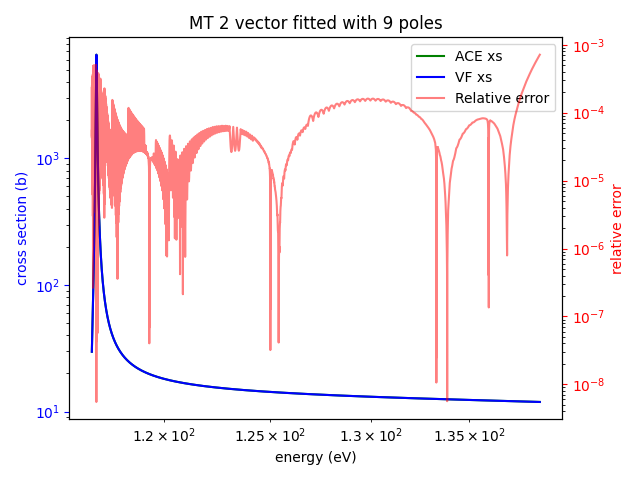 MT 2 vector fitted with 9 poles
ACE xs
VF xs
Relative error
10³
10²
10¹
cross section (b)
10⁻³
10⁻⁴
10⁻⁵
10⁻⁶
10⁻⁷
10⁻⁸
relative error
1.2 × 10² 1.25 × 10² 1.3 × 10² 1.35 × 10²
energy (eV)